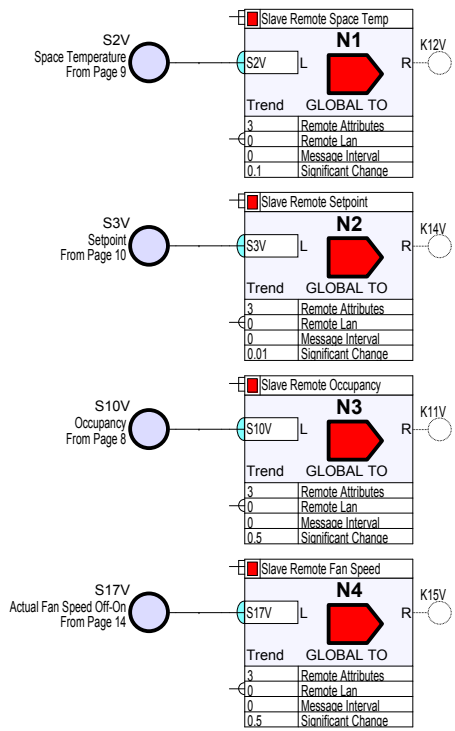 Slave Remote Space Temp
S2V
Space Temperature
From Page 9
N1
K12V
S2V
L
R
Trend
GLOBAL TO
3 Remote Attributes
0 Remote Lan
0 Message Interval
0.1 Significant Change
Slave Remote Setpoint
S3V
Setpoint
From Page 10
N2
K14V
S3V
L
R
Trend
GLOBAL TO
3 Remote Attributes
0 Remote Lan
0 Message Interval
0.01 Significant Change
Slave Remote Occupancy
S10V
Occupancy
From Page 8
N3
K11V
S10V
L
R
Trend
GLOBAL TO
3 Remote Attributes
0 Remote Lan
0 Message Interval
0.5 Significant Change
Slave Remote Fan Speed
S17V
Actual Fan Speed Off-On
From Page 14
N4
K15V
S17V
L
R
Trend
GLOBAL TO
3 Remote Attributes
0 Remote Lan
0 Message Interval
0.5 Significant Change